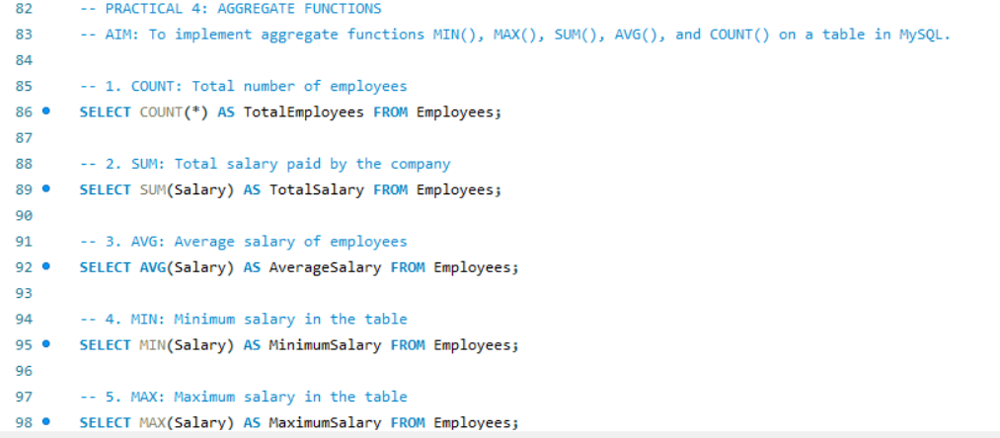 82 -- PRACTICAL 4: AGGREGATE FUNCTIONS
83 -- AIM: To implement aggregate functions MIN(), MAX(), SUM(), AVG(), and COUNT() on a table in MySQL.
84
85 -- 1. COUNT: Total number of employees
86 SELECT COUNT(*) AS TotalEmployees FROM Employees;
87
88 -- 2. SUM: Total salary paid by the company
89 SELECT SUM(Salary) AS TotalSalary FROM Employees;
90
91 -- 3. AVG: Average salary of employees
92 SELECT AVG(Salary) AS AverageSalary FROM Employees;
93
94 -- 4. MIN: Minimum salary in the table
95 SELECT MIN(Salary) AS MinimumSalary FROM Employees;
96
97 -- 5. MAX: Maximum salary in the table
98 SELECT MAX(Salary) AS MaximumSalary FROM Employees;